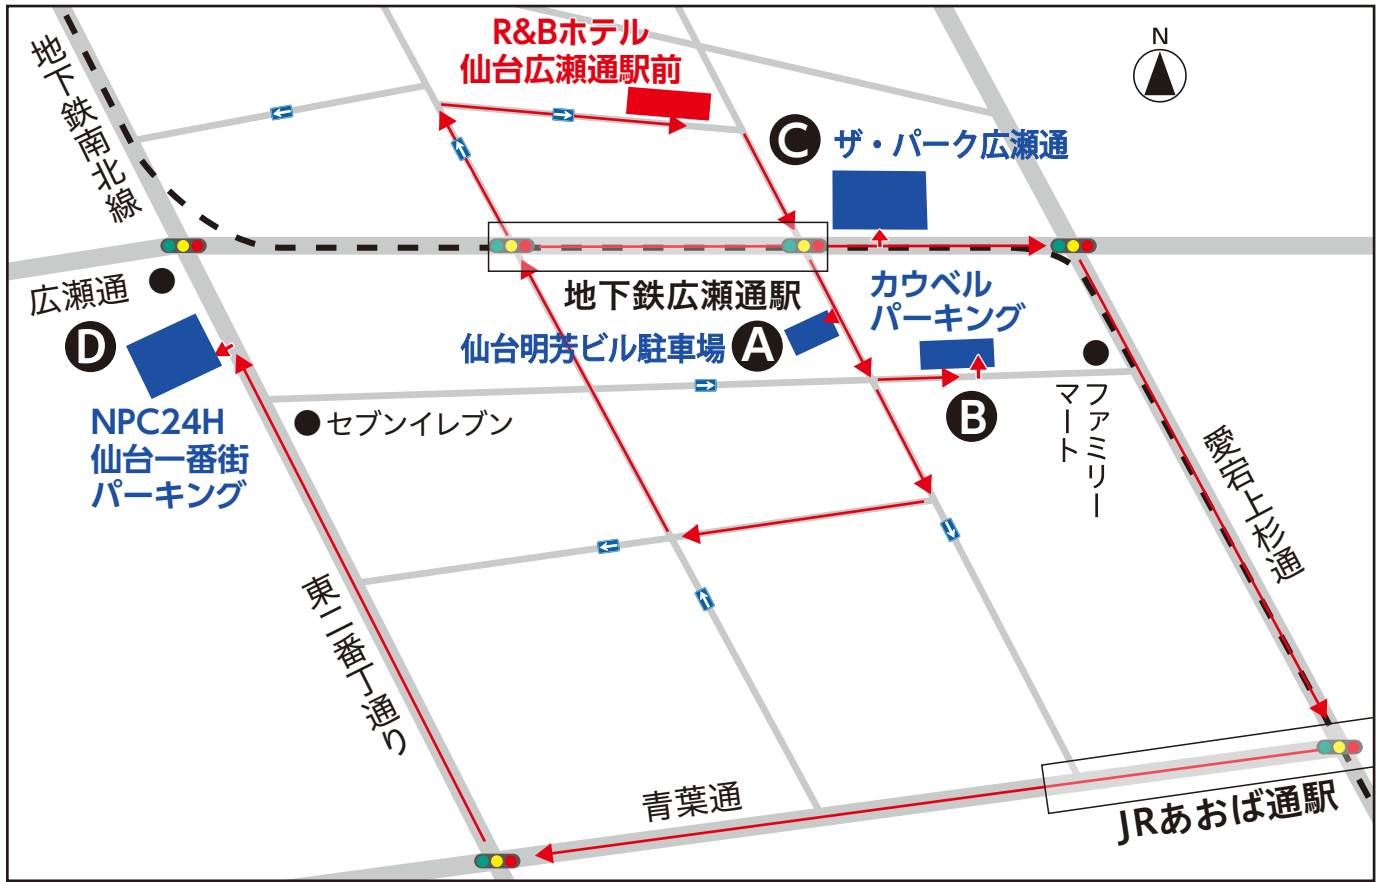 R&Bホテル
仙台広瀬通駅前
N
地下鉄南北線
C
ザ・パーク広瀬通
広瀬通
地下鉄広瀬通駅
カウベル
パーキング
D
仙台明芳ビル駐車場
A
B
NPC24H
仙台一番街
パーキング
セブンイレブン
ファミリー
マート
愛宕上杉通
東二番丁通り
青葉通
JRあおば通駅